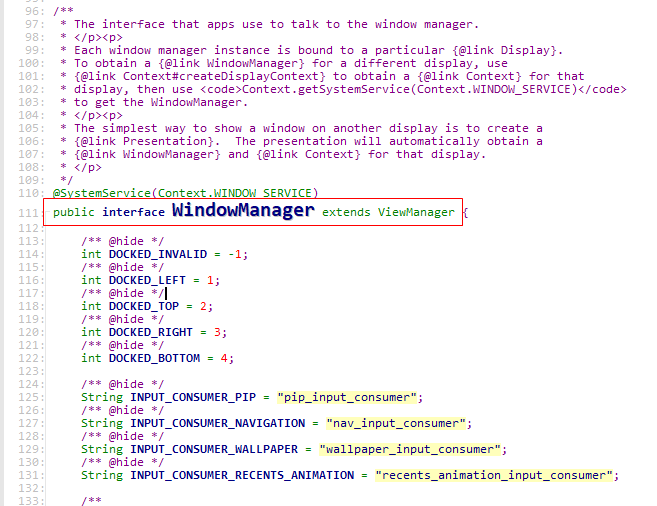 96: /**
97: * The interface that apps use to talk to the window manager.
98: * </p><p>
99: * Each window manager instance is bound to a particular {@link Display}.
100: * To obtain a {@link WindowManager} for a different display, use
101: * {@link Context#createDisplayContext} to obtain a {@link Context} for that
102: * display, then use <code>Context.getSystemService(Context.WINDOW_SERVICE)</code>
103: * to get the WindowManager.
104: * </p><p>
105: * The simplest way to show a window on another display is to create a
106: * {@link Presentation}.  The presentation will automatically obtain a
107: * {@link WindowManager} and {@link Context} for that display.
108: * </p>
109: */
110: @SystemService(Context.WINDOW_SERVICE)
111: public interface WindowManager extends ViewManager {
112:
113: /** @hide */
114: int DOCKED_INVALID = -1;
115: /** @hide */
116: int DOCKED_LEFT = 1;
117: /** @hide */
118: int DOCKED_TOP = 2;
119: /** @hide */
120: int DOCKED_RIGHT = 3;
121: /** @hide */
122: int DOCKED_BOTTOM = 4;
123:
124: /** @hide */
125: String INPUT_CONSUMER_PIP = "pip_input_consumer";
126: /** @hide */
127: String INPUT_CONSUMER_NAVIGATION = "nav_input_consumer";
128: /** @hide */
129: String INPUT_CONSUMER_WALLPAPER = "wallpaper_input_consumer";
130: /** @hide */
131: String INPUT_CONSUMER_RECENTS_ANIMATION = "recents_animation_input_consumer";
132:
133: /**